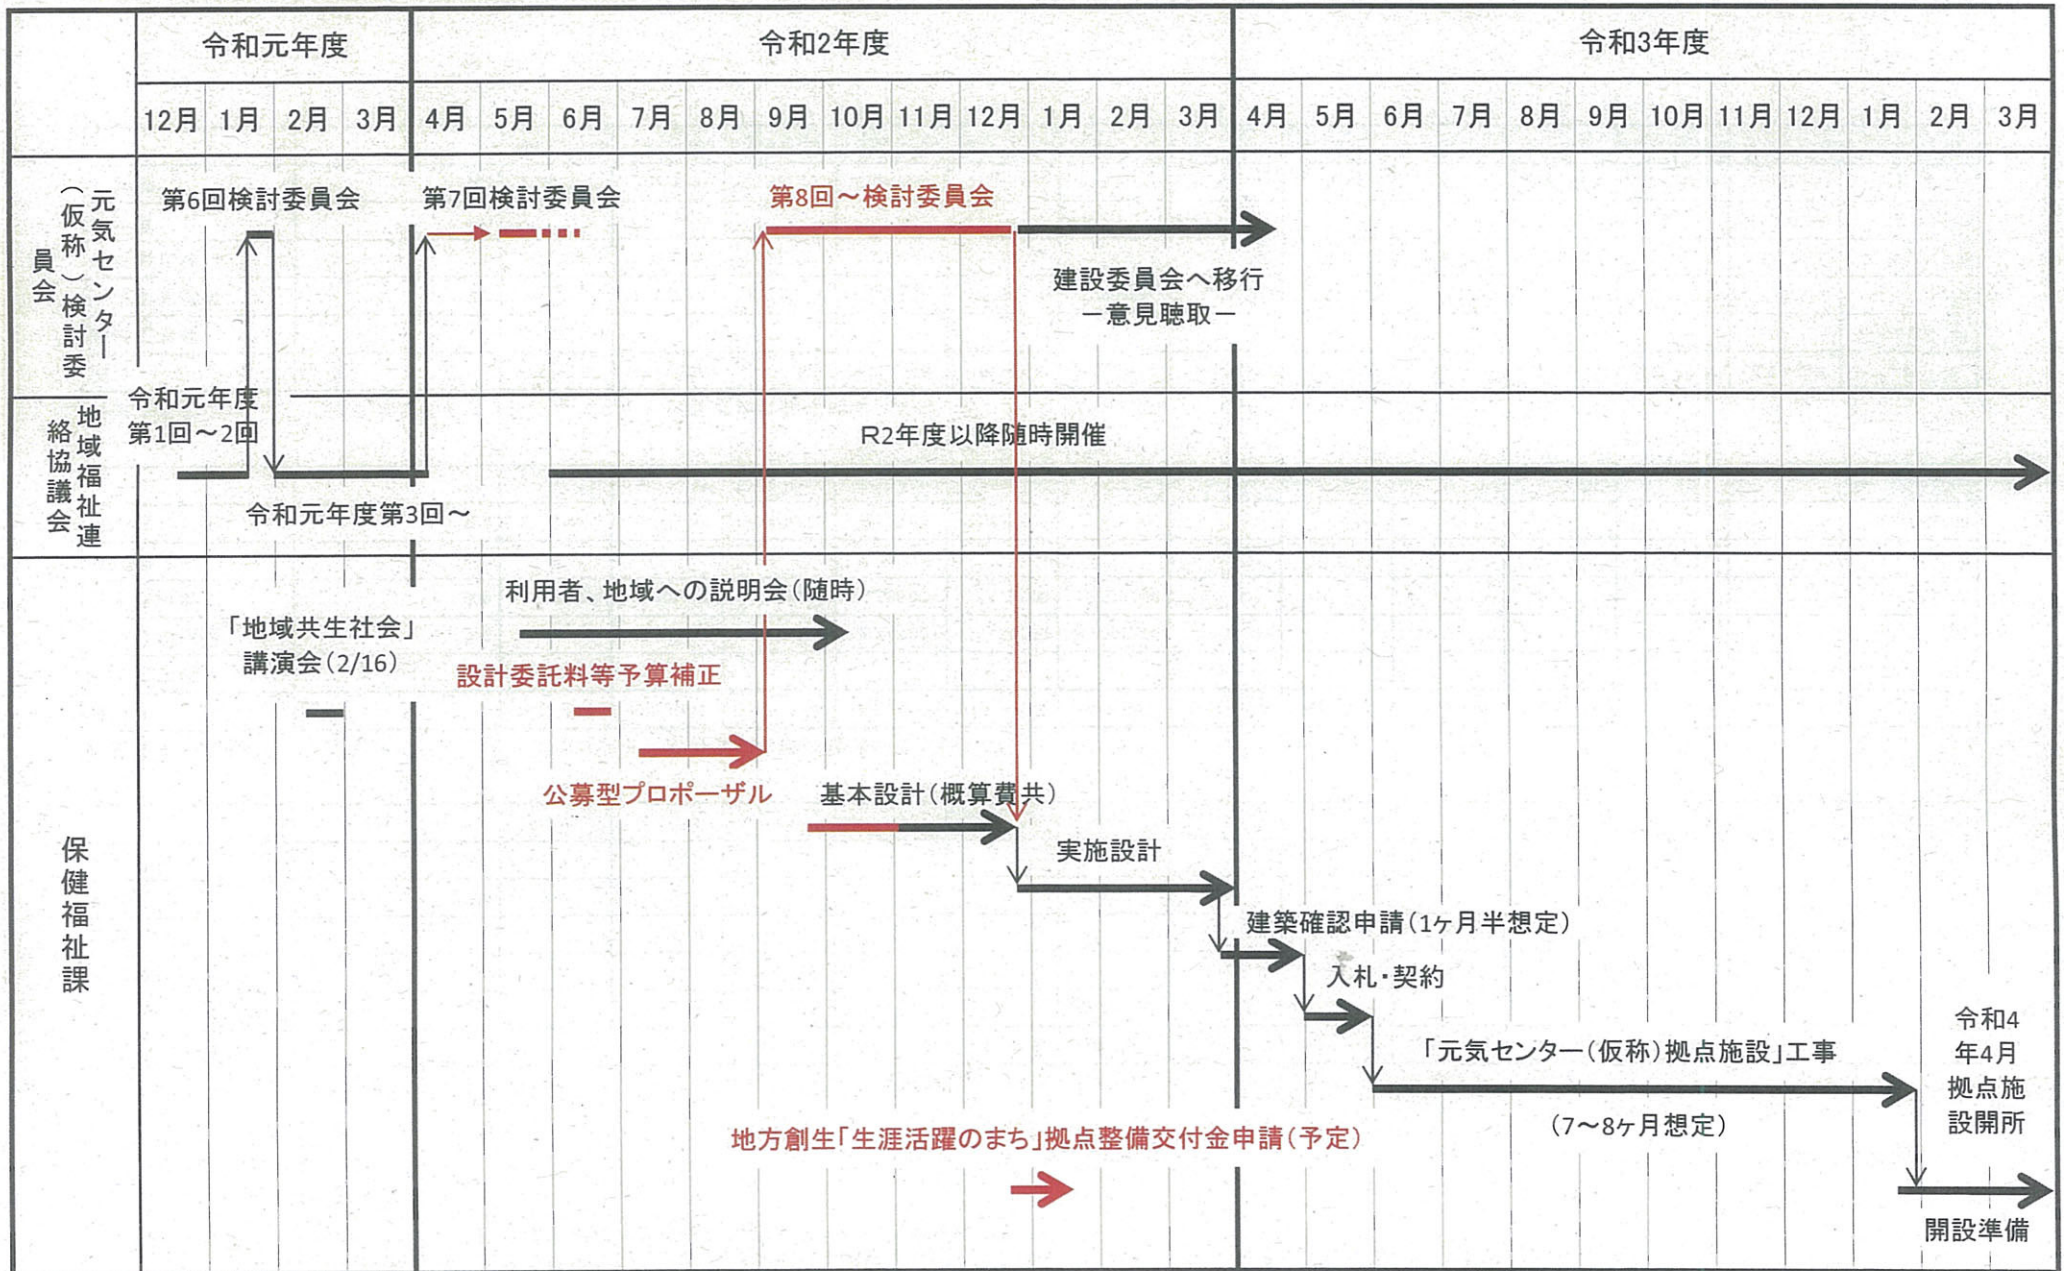 令和元年度
令和2年度
令和3年度
12月 1月 2月 3月 4月 5月 6月 7月 8月 9月 10月 11月 12月 1月 2月 3月 4月 5月 6月 7月 8月 9月 10月 11月 12月 1月 2月 3月
元気センター
(仮称)検討委
員会
第6回検討委員会
第7回検討委員会
第8回~検討委員会
建設委員会へ移行
-意見聴取-
地域福祉連
絡協議会
令和元年度
第1回~2回
令和元年度第3回~
R2年度以降随時開催
保健福祉課
利用者、地域への説明会(随時)
「地域共生社会」
講演会(2/16)
設計委託料等予算補正
公募型プロポーザル
基本設計(概算費共)
実施設計
建築確認申請(1ヶ月半想定)
入札・契約
「元気センター(仮称)拠点施設」工事
(7~8ヶ月想定)
令和4
年4月
拠点施
設開所
地方創生「生涯活躍のまち」拠点整備交付金申請(予定)
開設準備